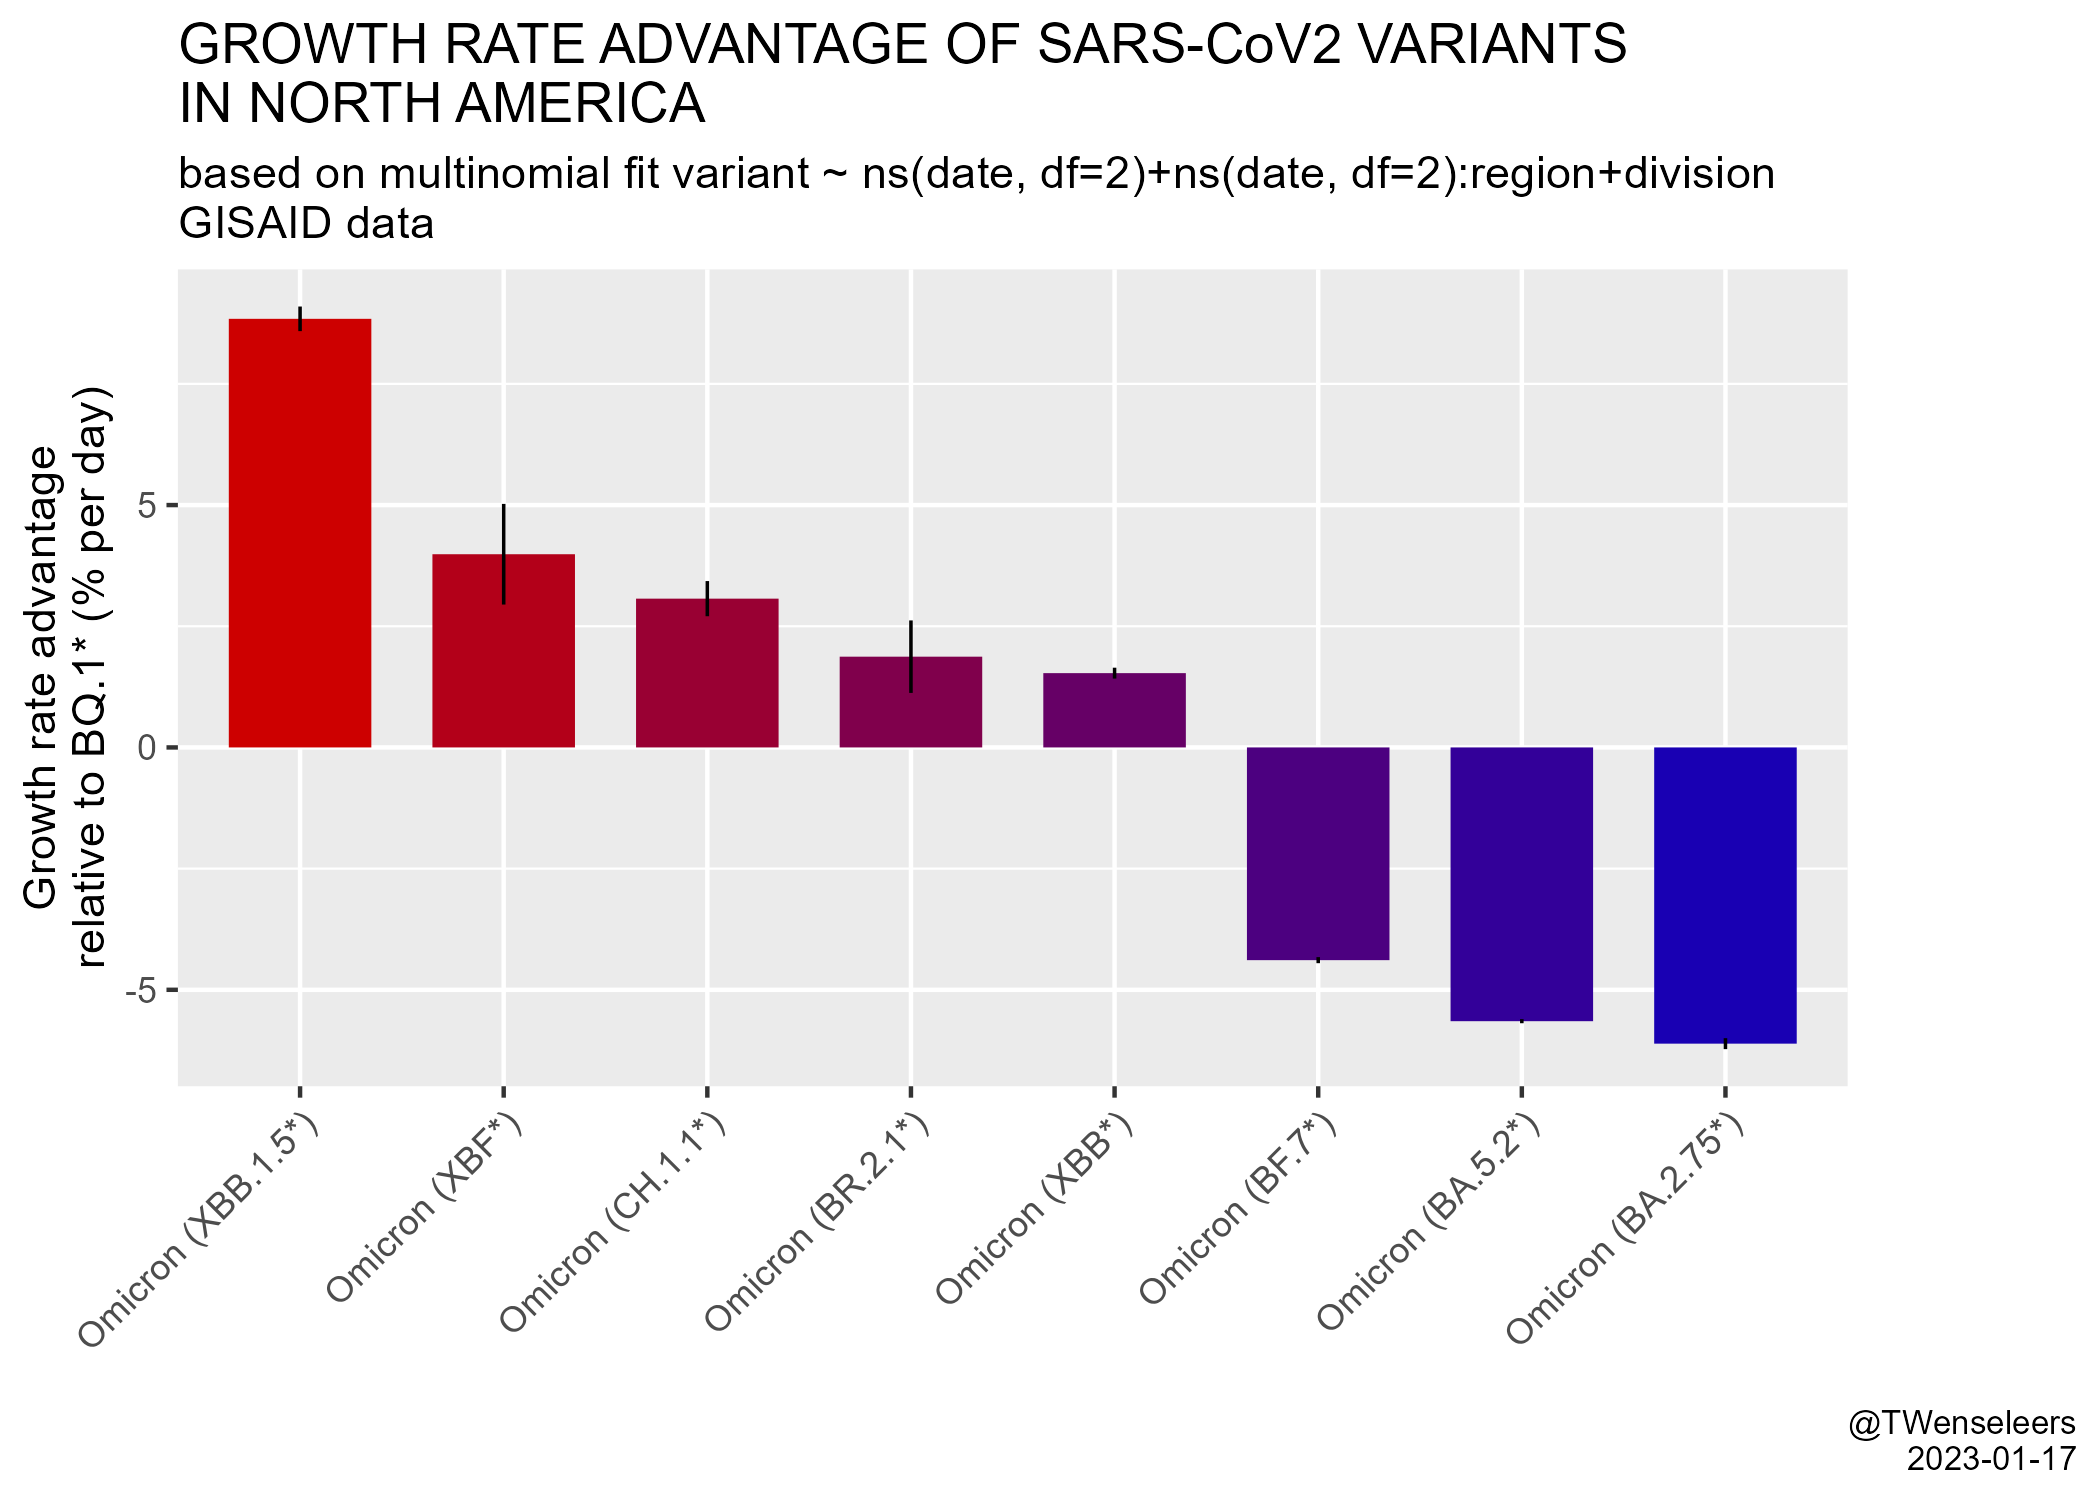 GROWTH RATE ADVANTAGE OF SARS-CoV2 VARIANTS
IN NORTH AMERICA
based on multinomial fit variant ~ ns(date, df=2)+ns(date, df=2):region+division
GISAID data
Growth rate advantage
relative to BQ.1* (% per day)
5
0
-5
Omicron (XBB.1.5*)
Omicron (XBF*)
Omicron (CH.1.1*)
Omicron (BR.2.1*)
Omicron (XBB*)
Omicron (BF.7*)
Omicron (BA.5.2*)
Omicron (BA.2.75*)
@TWenseleers
2023-01-17